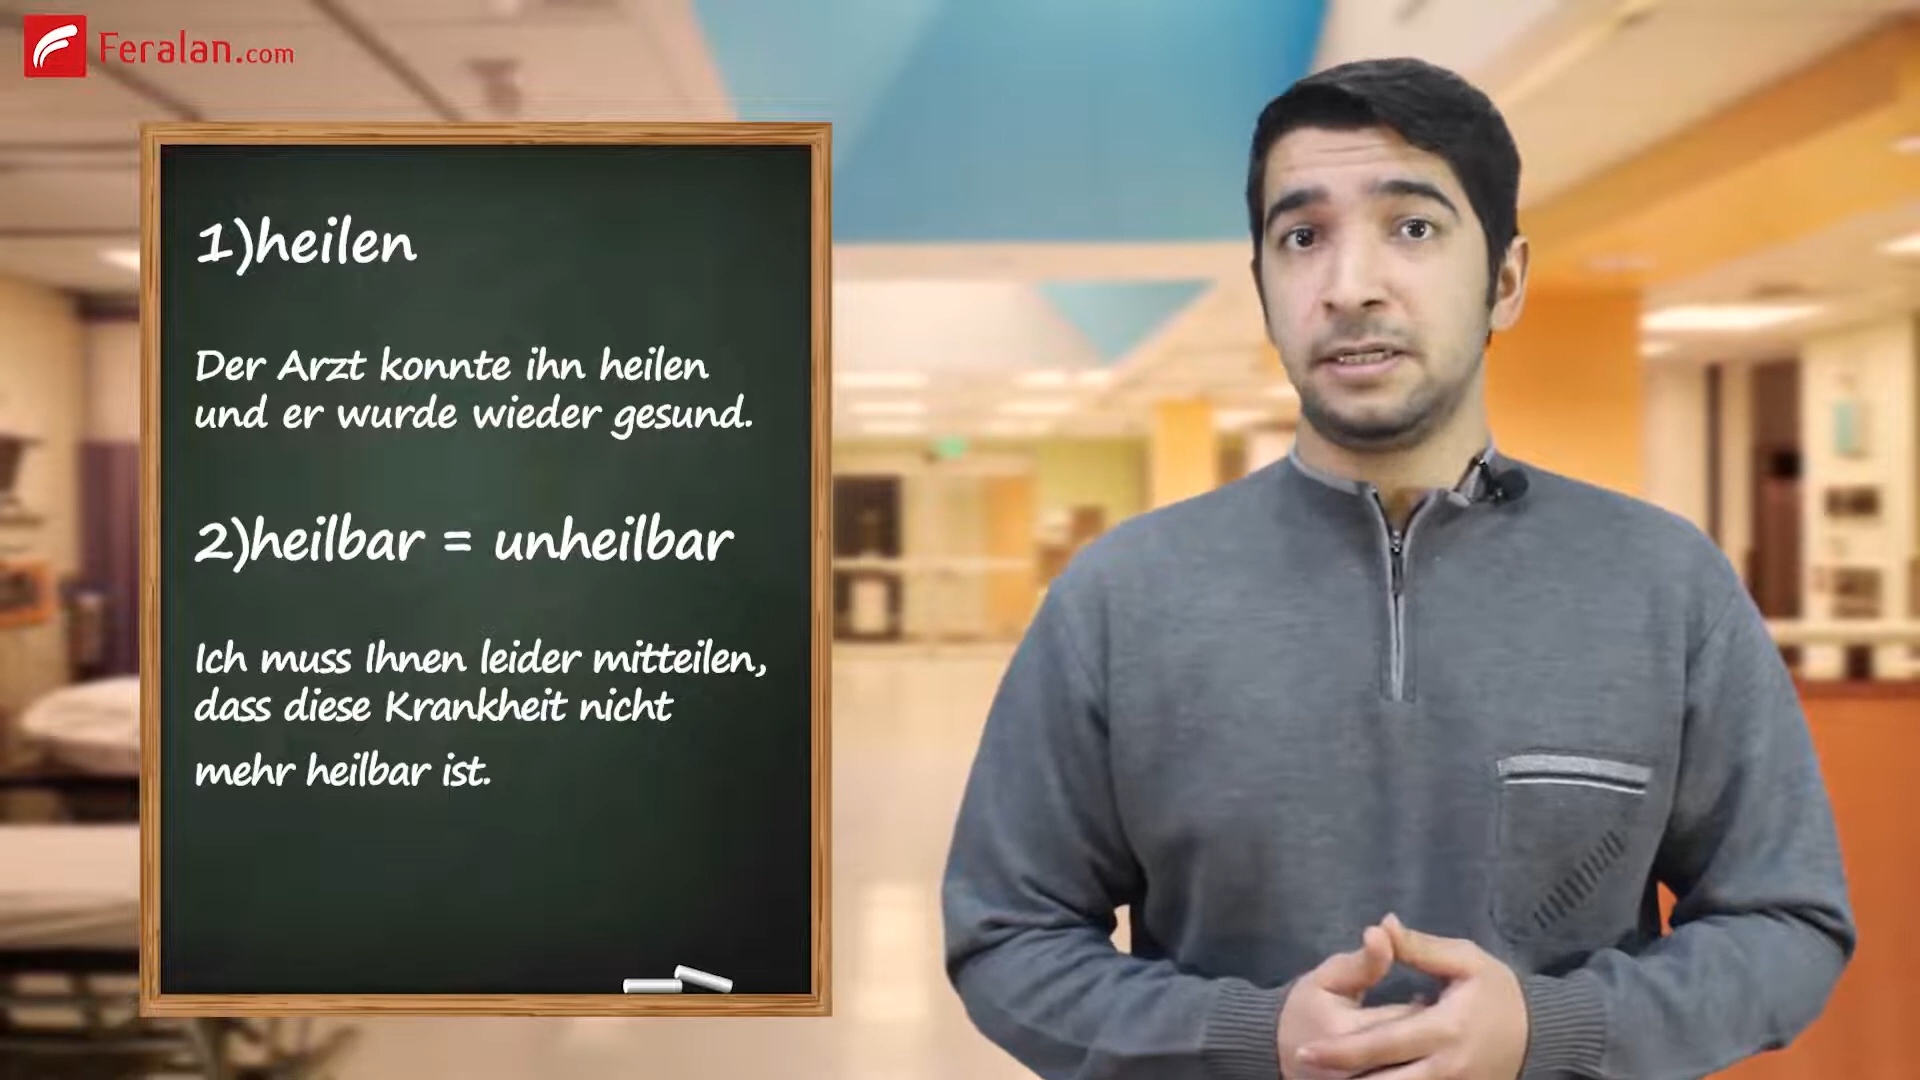 Feralan.com
1)heilen
Der Arzt konnte ihn heilen
und er wurde wieder gesund.
2)heilbar = unheilbar
Ich muss Ihnen leider mitteilen,
dass diese Krankheit nicht
mehr heilbar ist.